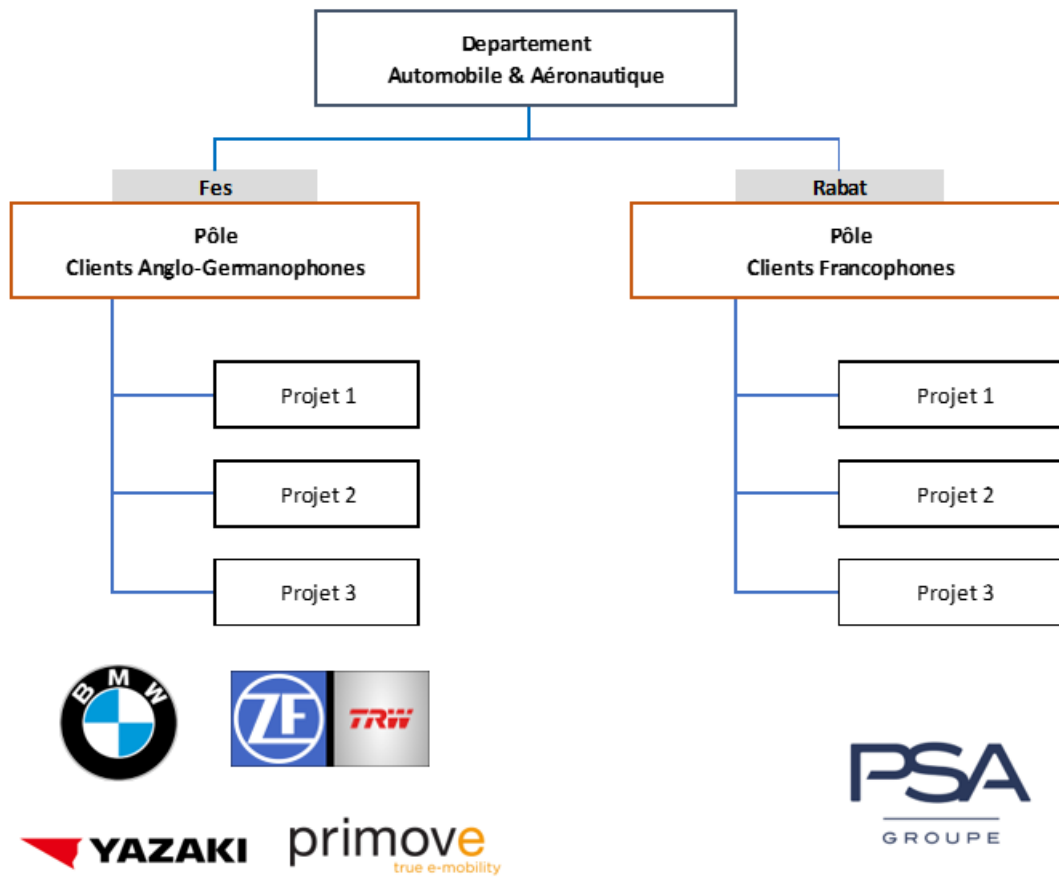 Departement
Automobile & Aéronautique
Fes
Pôle
Clients Anglo-Germanophones
Projet 1
Projet 2
Projet 3
Rabat
Pôle
Clients Francophones
Projet 1
Projet 2
Projet 3
BMW
ZF
TRW
YAZAKI
primove
true e-mobility
PSA
GROUPE